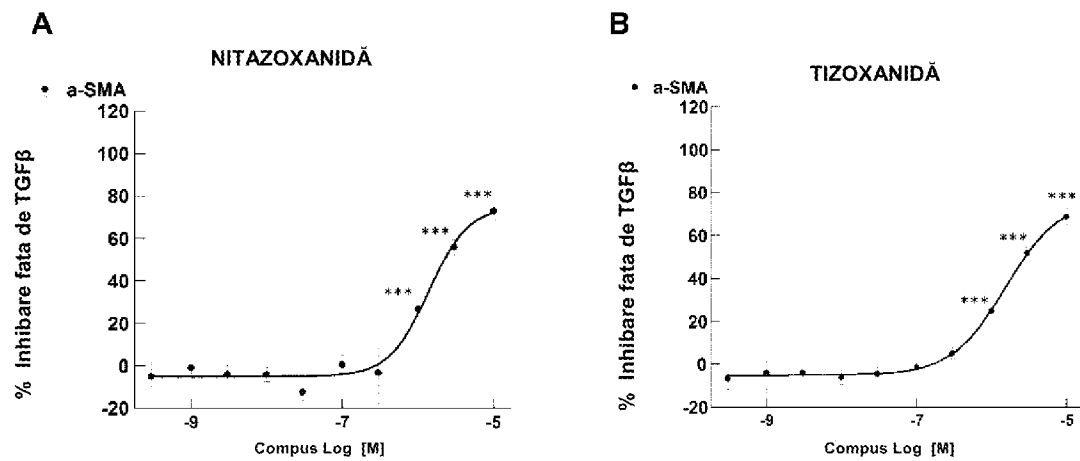 A
NITAZOXANIDĂ
a-SMA
% Inhibare fata de TGFβ
120
100
80
60
40
20
0
-20
***
***
***
-9
-7
-5
Compus Log [M]
B
TIZOXANIDĂ
a-SMA
% Inhibare fata de TGFβ
120
100
80
60
40
20
0
-20
***
***
***
-9
-7
-5
Compus Log [M]